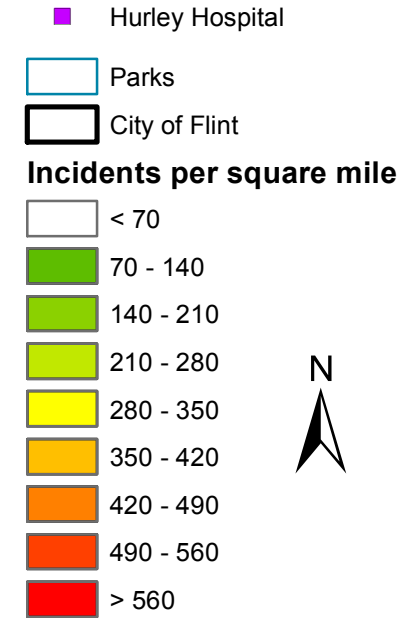 Hurley Hospital
Parks
City of Flint
Incidents per square mile
< 70
70 - 140
140 - 210
210 - 280
N
280 - 350
350 - 420
420 - 490
490 - 560
> 560